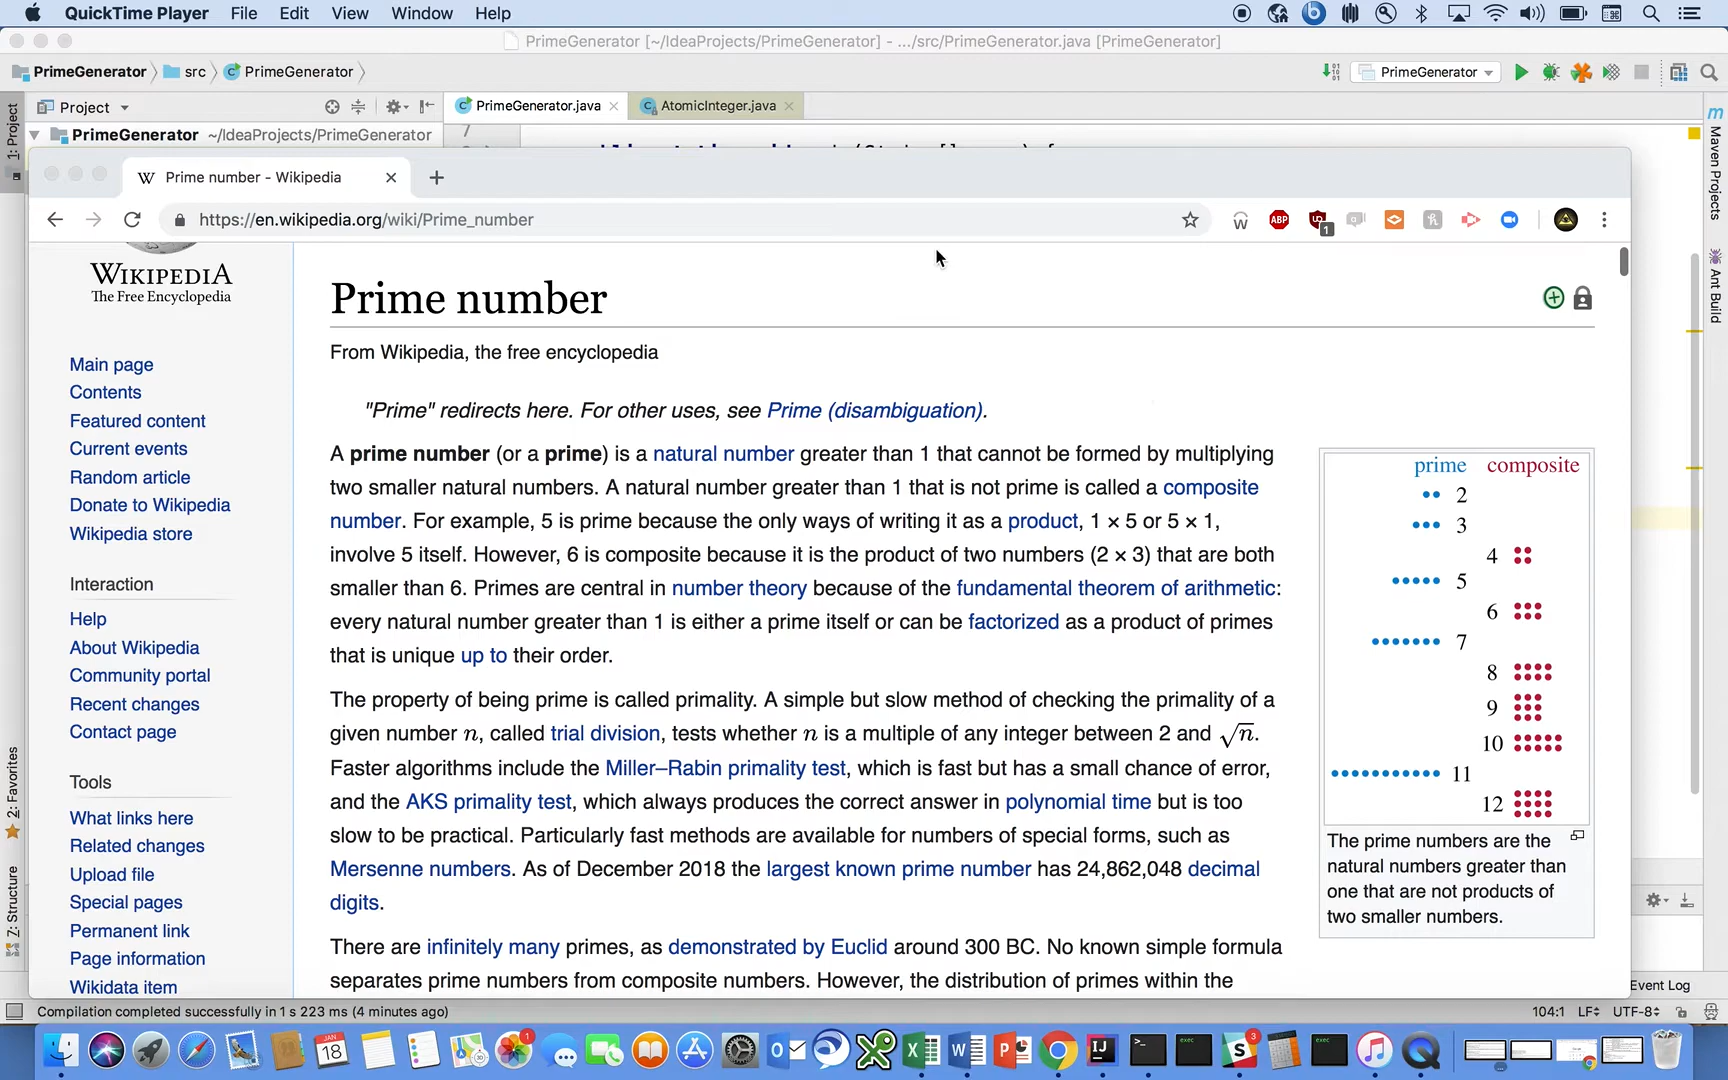 QuickTime Player File Edit View Window Help
PrimeGenerator [~/IdeaProjects/PrimeGenerator] - .../src/PrimeGenerator.java [PrimeGenerator]
PrimeGenerator src PrimeGenerator PrimeGenerator
Project PrimeGenerator.java AtomicInteger.java
PrimeGenerator ~/IdeaProjects/PrimeGenerator 7
1: Project
Maven Projects
Ant Build
Prime number - Wikipedia
https://en.wikipedia.org/wiki/Prime_number
ABP
1
WIKIPEDIA
The Free Encyclopedia
Main page
Contents
Featured content
Current events
Random article
Donate to Wikipedia
Wikipedia store
Interaction
Help
About Wikipedia
Community portal
Recent changes
Contact page
Tools
What links here
Related changes
Upload file
Special pages
Permanent link
Page information
Wikidata item
Prime number
From Wikipedia, the free encyclopedia
"Prime" redirects here. For other uses, see Prime (disambiguation).
A prime number (or a prime) is a natural number greater than 1 that cannot be formed by multiplying
two smaller natural numbers. A natural number greater than 1 that is not prime is called a composite
number. For example, 5 is prime because the only ways of writing it as a product, 1 × 5 or 5 × 1,
involve 5 itself. However, 6 is composite because it is the product of two numbers (2 × 3) that are both
smaller than 6. Primes are central in number theory because of the fundamental theorem of arithmetic:
every natural number greater than 1 is either a prime itself or can be factorized as a product of primes
that is unique up to their order.
The property of being prime is called primality. A simple but slow method of checking the primality of a
given number n, called trial division, tests whether n is a multiple of any integer between 2 and √n.
Faster algorithms include the Miller–Rabin primality test, which is fast but has a small chance of error,
and the AKS primality test, which always produces the correct answer in polynomial time but is too
slow to be practical. Particularly fast methods are available for numbers of special forms, such as
Mersenne numbers. As of December 2018 the largest known prime number has 24,862,048 decimal
digits.
There are infinitely many primes, as demonstrated by Euclid around 300 BC. No known simple formula
separates prime numbers from composite numbers. However, the distribution of primes within the
prime composite
2
3
4
5
6
7
8
9
10
11
12
The prime numbers are the
natural numbers greater than
one that are not products of
two smaller numbers.
2: Favorites
7: Structure
Event Log
Compilation completed successfully in 1 s 223 ms (4 minutes ago) 104:1 LF UTF-8
JAN
18
1
3